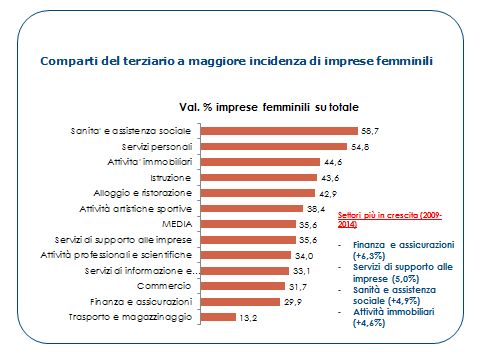 Comparti del terziario a maggiore incidenza di imprese femminili
Val. % imprese femminili su totale
Sanita' e assistenza sociale 58,7
Servizi personali 54,8
Attivita' immobiliari 44,6
Istruzione 43,6
Alloggio e ristorazione 42,9
Attività artistiche sportive 38,4
MEDIA 35,6
Servizi di supporto alle imprese 35,6
Attività professionali e scientifiche 34,0
Servizi di informazione e... 33,1
Commercio 31,7
Finanza e assicurazioni 29,9
Trasporto e magazzinaggio 13,2
Settori più in crescita (2009-
2014)
- Finanza e assicurazioni
(+6,3%)
- Servizi di supporto alle
imprese (5,0%)
- Sanità e assistenza
sociale (+4,9%)
- Attività immobiliari
(+4,6%)